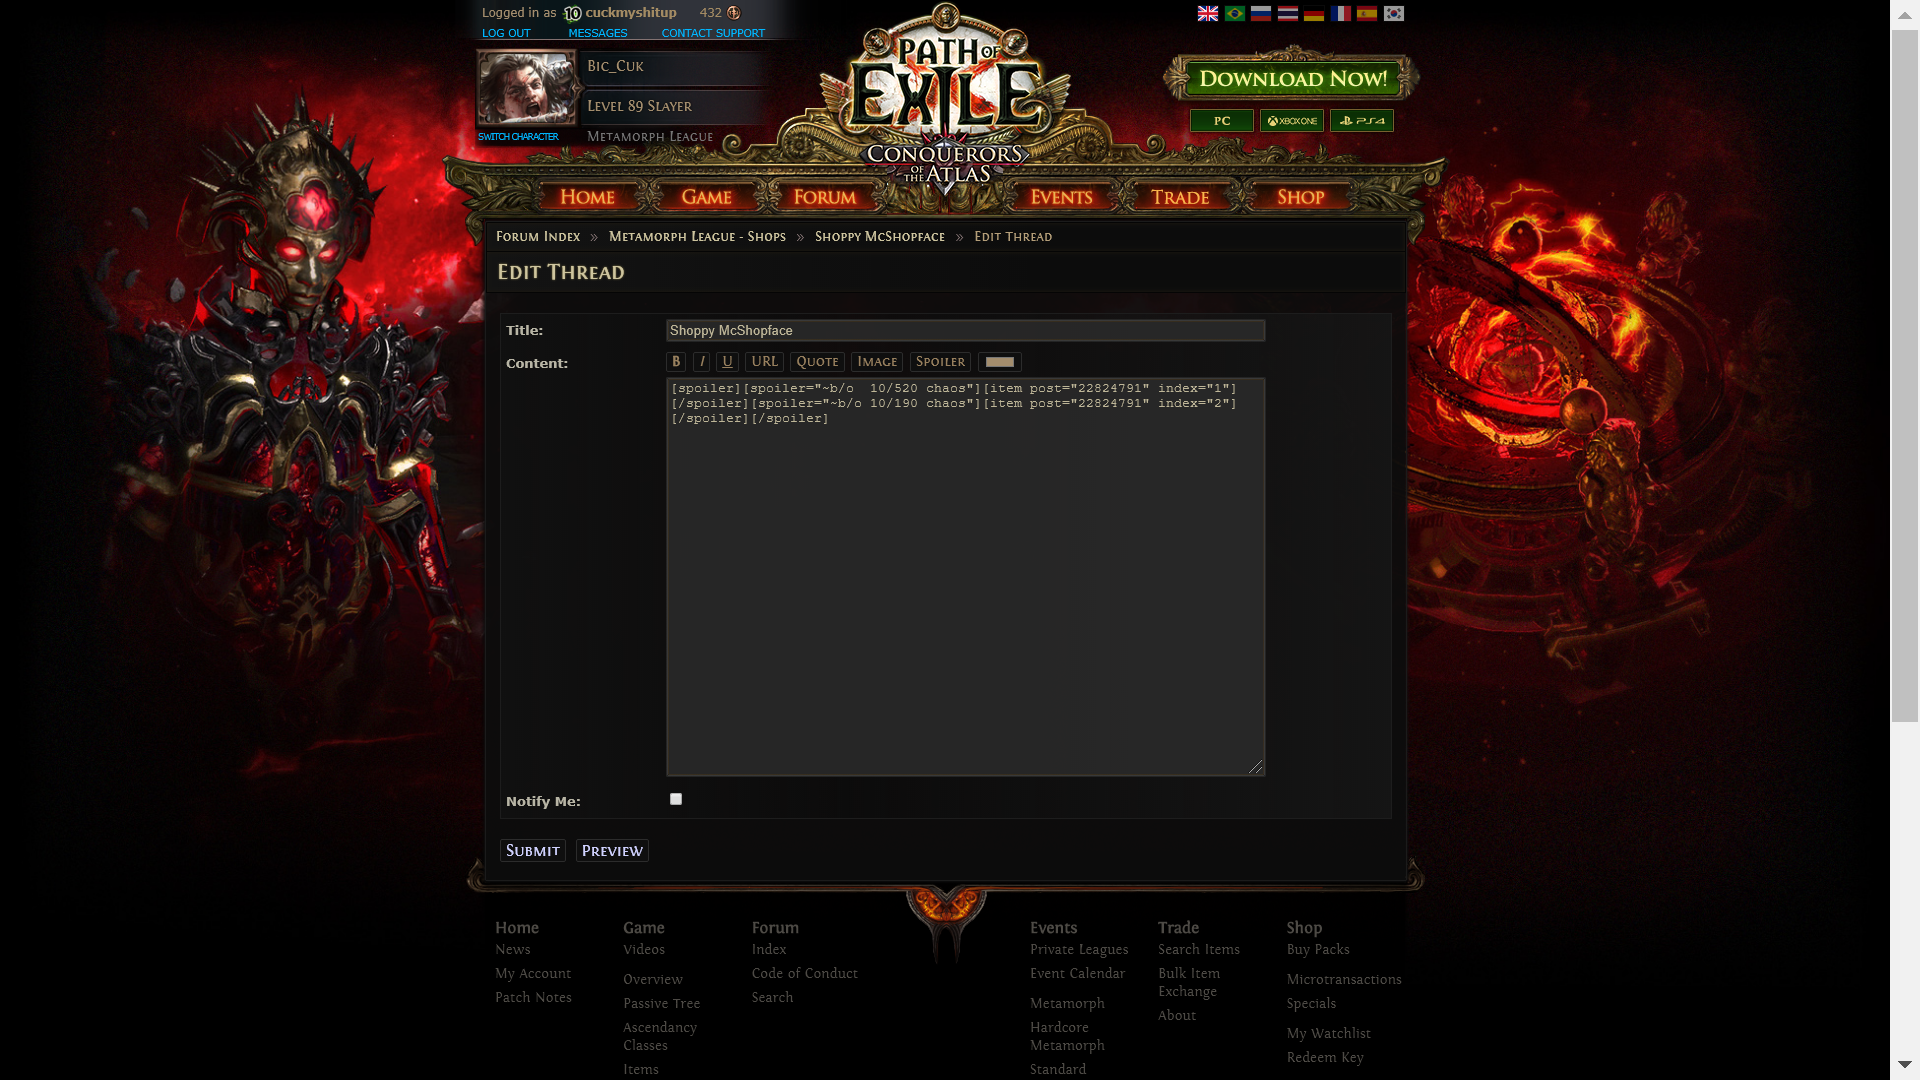 Logged in as 10 cuckmyshitup 432
LOG OUT MESSAGES CONTACT SUPPORT
Bic_Cuk
Level 89 Slayer
SWITCH CHARACTER
Metamorph League
PATH OF
EXILE
CONQUERORS
OF THE ATLAS
Download Now!
PC XBOX ONE PS4
Home Game Forum Events Trade Shop
Forum Index » Metamorph League - Shops » Shoppy McShopface » Edit Thread
Edit Thread
Title: Shoppy McShopface
Content: B I U URL Quote Image Spoiler
[spoiler][spoiler="~b/o  10/520 chaos"][item post="22824791" index="1"]
[/spoiler][spoiler="~b/o 10/190 chaos"][item post="22824791" index="2"]
[/spoiler][/spoiler]
Notify Me:
Submit Preview
Home
News
My Account
Patch Notes
Game
Videos
Overview
Passive Tree
Ascendancy
Classes
Items
Forum
Index
Code of Conduct
Search
Events
Private Leagues
Event Calendar
Metamorph
Hardcore
Metamorph
Standard
Trade
Search Items
Bulk Item
Exchange
About
Shop
Buy Packs
Microtransactions
Specials
My Watchlist
Redeem Key